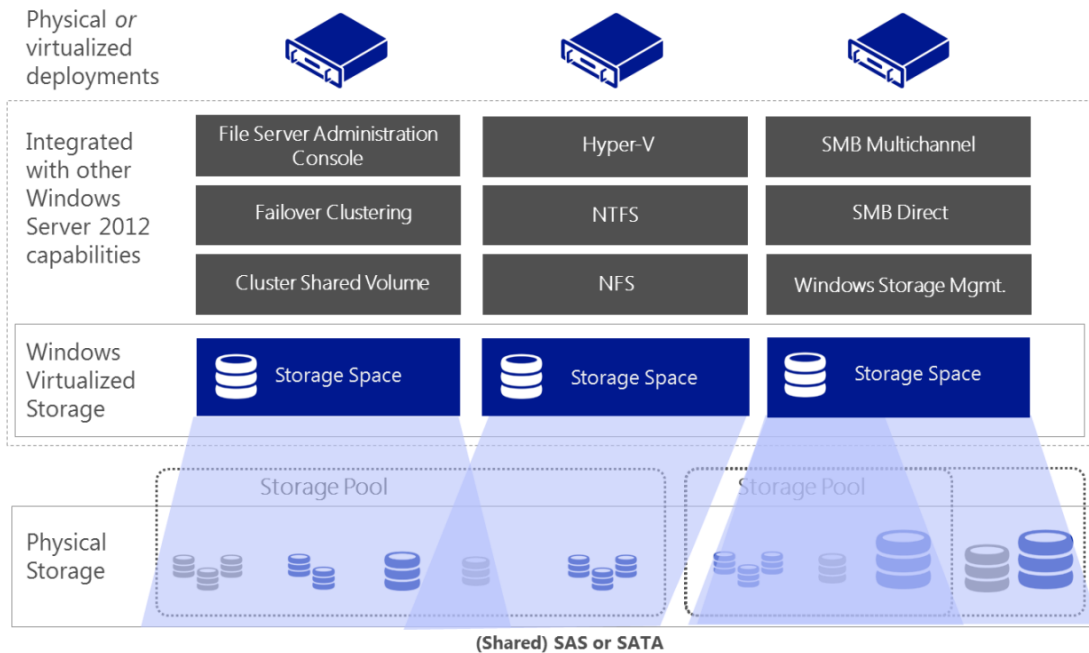 Physical or
virtualized
deployments
Integrated
with other
Windows
Server 2012
capabilities
File Server Administration
Console
Hyper-V
SMB Multichannel
Failover Clustering
NTFS
SMB Direct
Cluster Shared Volume
NFS
Windows Storage Mgmt.
Windows
Virtualized
Storage
Storage Space
Storage Space
Storage Space
Storage Pool
Storage Pool
Physical
Storage
(Shared) SAS or SATA